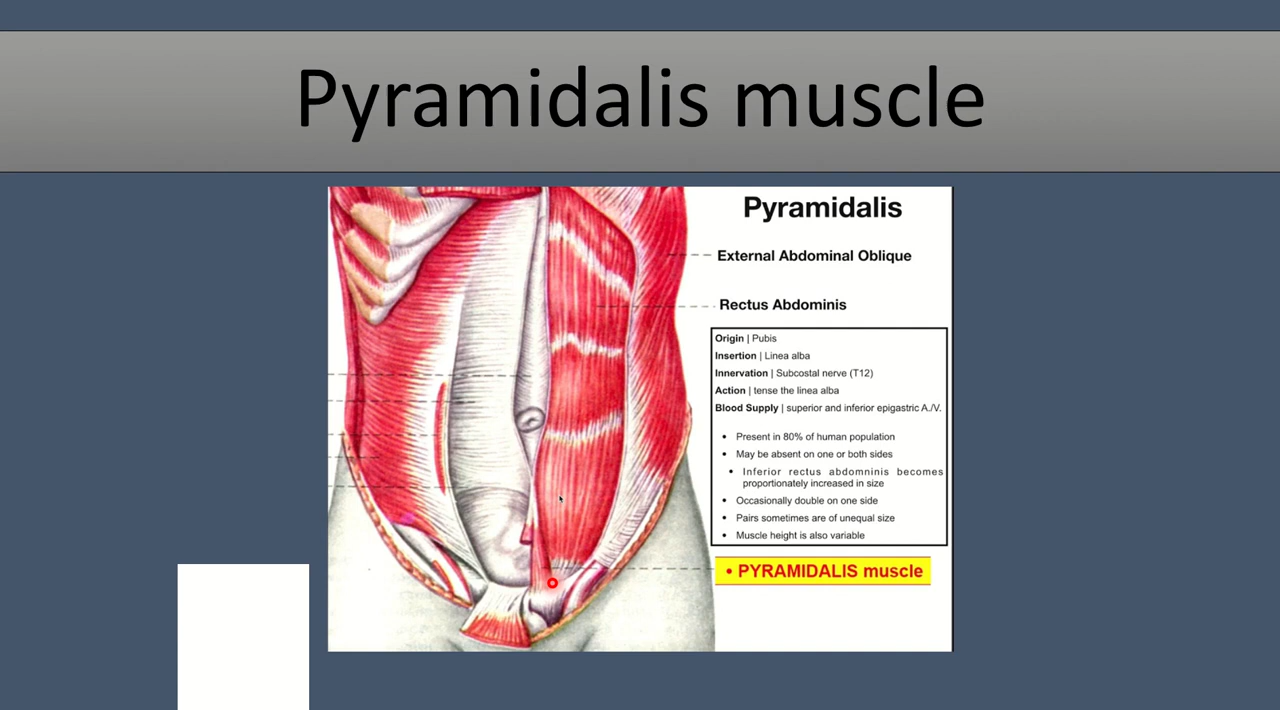 Pyramidalis muscle
Pyramidalis
External Abdominal Oblique
Rectus Abdominis
Origin | Pubis
Insertion | Linea alba
Innervation | Subcostal nerve (T12)
Action | tense the linea alba
Blood Supply | superior and inferior epigastric A./V.
• Present in 80% of human population
• May be absent on one or both sides
• Inferior rectus abdomninis becomes
proportionately increased in size
• Occasionally double on one side
• Pairs sometimes are of unequal size
• Muscle height is also variable
• PYRAMIDALIS muscle